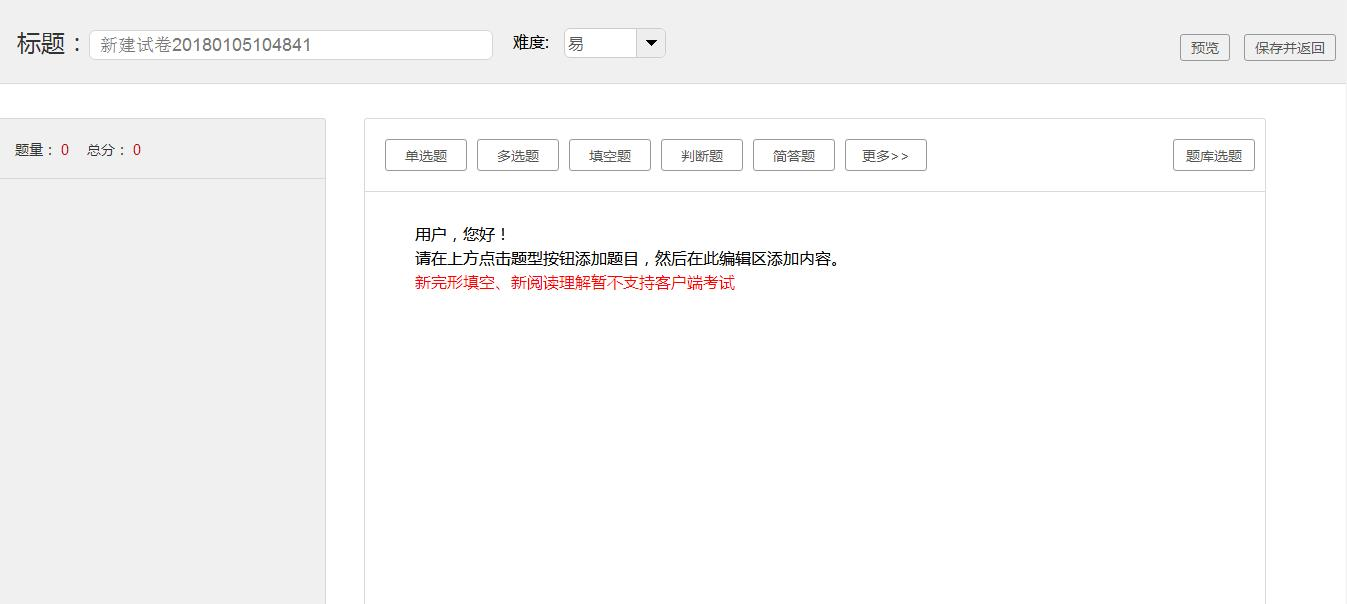 标题：新建试卷20180105104841 难度: 易 预览 保存并返回
题量：0 总分：0
单选题 多选题 填空题 判断题 简答题 更多>> 题库选题
用户，您好！
请在上方点击题型按钮添加题目，然后在此编辑区添加内容。
新完形填空、新阅读理解暂不支持客户端考试